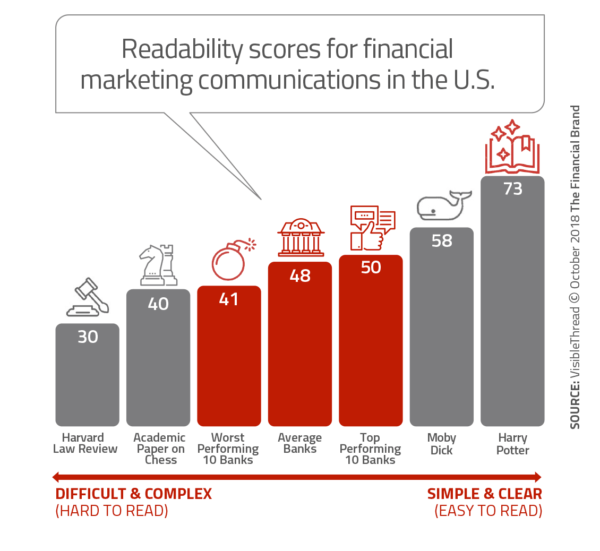 Readability scores for financial
marketing communications in the U.S.
30
40
41
48
50
58
73
Harvard
Law Review
Academic
Paper on
Chess
Worst
Performing
10 Banks
Average
Banks
Top
Performing
10 Banks
Moby
Dick
Harry
Potter
DIFFICULT & COMPLEX
(HARD TO READ)
SIMPLE & CLEAR
(EASY TO READ)
SOURCE: VisibleThread © October 2018 The Financial Brand